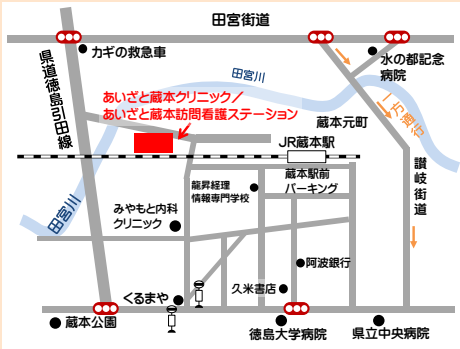 田宮街道
カギの救急車
水の都記念
病院
県道徳島引田線
田宮川
一方通行
あいざと蔵本クリニック／
あいざと蔵本訪問看護ステーション
蔵本元町
JR蔵本駅
讃岐街道
蔵本駅前
パーキング
龍昇経理
情報専門学校
田宮川
みやもと内科
クリニック
阿波銀行
くるまや
久米書店
蔵本公園
徳島大学病院
県立中央病院